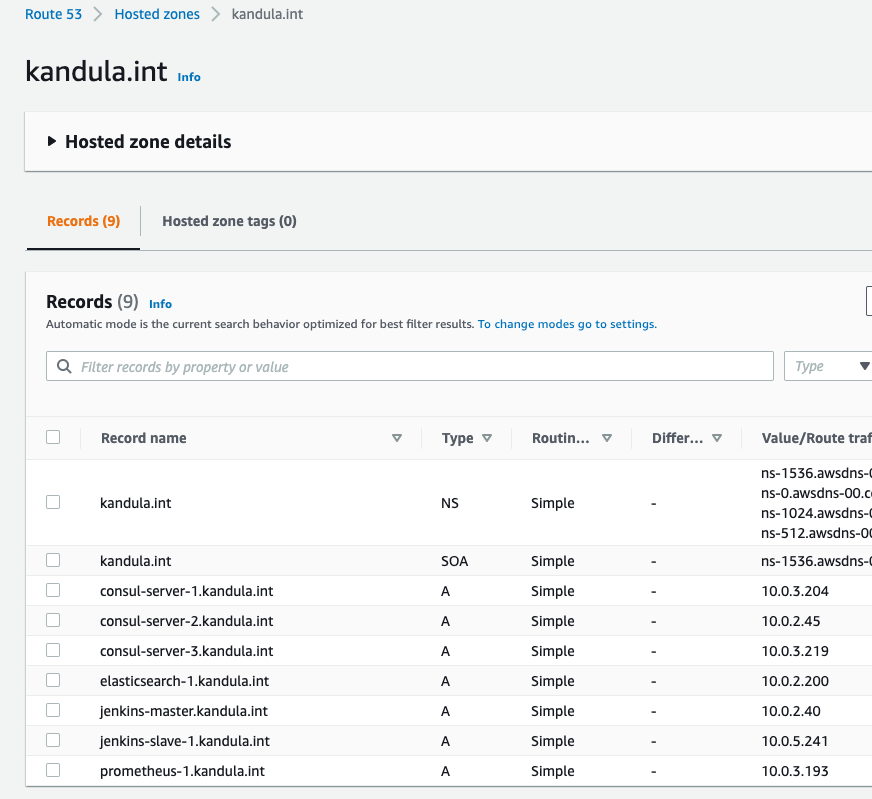 Route 53 > Hosted zones > kandula.int
kandula.int Info
Hosted zone details
Records (9) Hosted zone tags (0)
Records (9) Info
Automatic mode is the current search behavior optimized for best filter results. To change modes go to settings.
Filter records by property or value Type
Record name Type Routin... Differ... Value/Route traf
kandula.int NS Simple - ns-1536.awsdns-0
ns-0.awsdns-00.c
ns-1024.awsdns-0
ns-512.awsdns-00
kandula.int SOA Simple - ns-1536.awsdns-0
consul-server-1.kandula.int A Simple - 10.0.3.204
consul-server-2.kandula.int A Simple - 10.0.2.45
consul-server-3.kandula.int A Simple - 10.0.3.219
elasticsearch-1.kandula.int A Simple - 10.0.2.200
jenkins-master.kandula.int A Simple - 10.0.2.40
jenkins-slave-1.kandula.int A Simple - 10.0.5.241
prometheus-1.kandula.int A Simple - 10.0.3.193